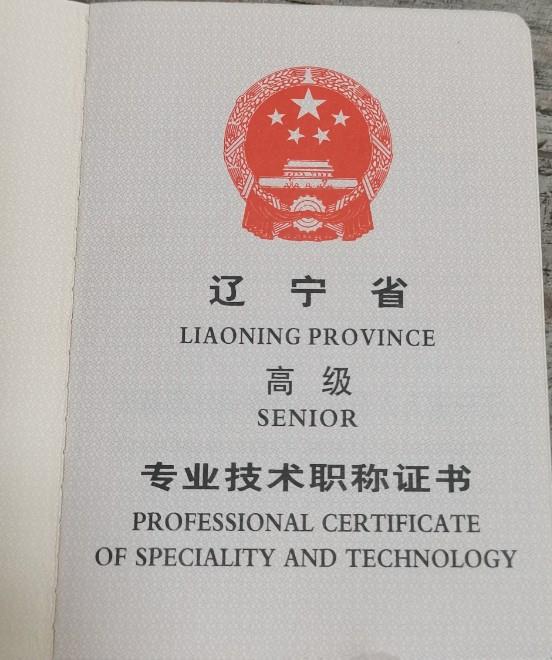 辽宁省
LIAONING PROVINCE
高级
SENIOR
专业技术职称证书
PROFESSIONAL CERTIFICATE
OF SPECIALITY AND TECHNOLOGY